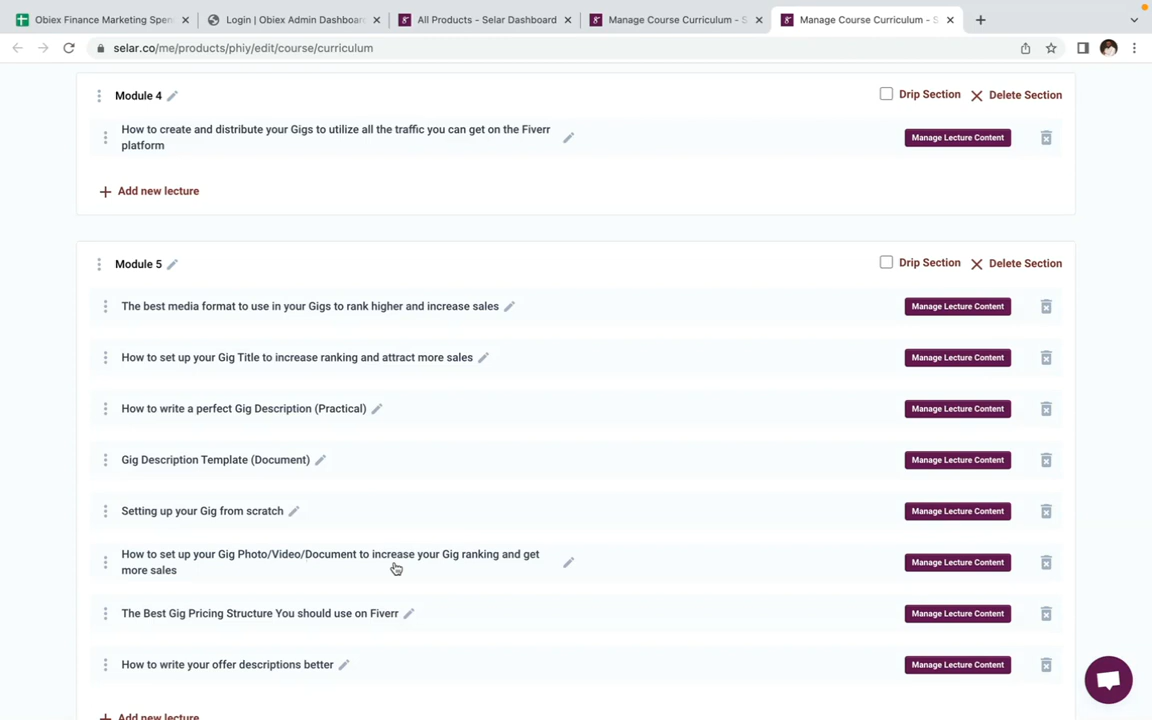 Obiex Finance Marketing Spen
Login | Obiex Admin Dashboar
All Products - Selar Dashboard
Manage Course Curriculum - S
Manage Course Curriculum - S
selar.co/me/products/phiy/edit/course/curriculum
Module 4
Drip Section
Delete Section
How to create and distribute your Gigs to utilize all the traffic you can get on the Fiverr
platform
Manage Lecture Content
Add new lecture
Module 5
Drip Section
Delete Section
The best media format to use in your Gigs to rank higher and increase sales
Manage Lecture Content
How to set up your Gig Title to increase ranking and attract more sales
Manage Lecture Content
How to write a perfect Gig Description (Practical)
Manage Lecture Content
Gig Description Template (Document)
Manage Lecture Content
Setting up your Gig from scratch
Manage Lecture Content
How to set up your Gig Photo/Video/Document to increase your Gig ranking and get
more sales
Manage Lecture Content
The Best Gig Pricing Structure You should use on Fiverr
Manage Lecture Content
How to write your offer descriptions better
Manage Lecture Content
Add new lecture